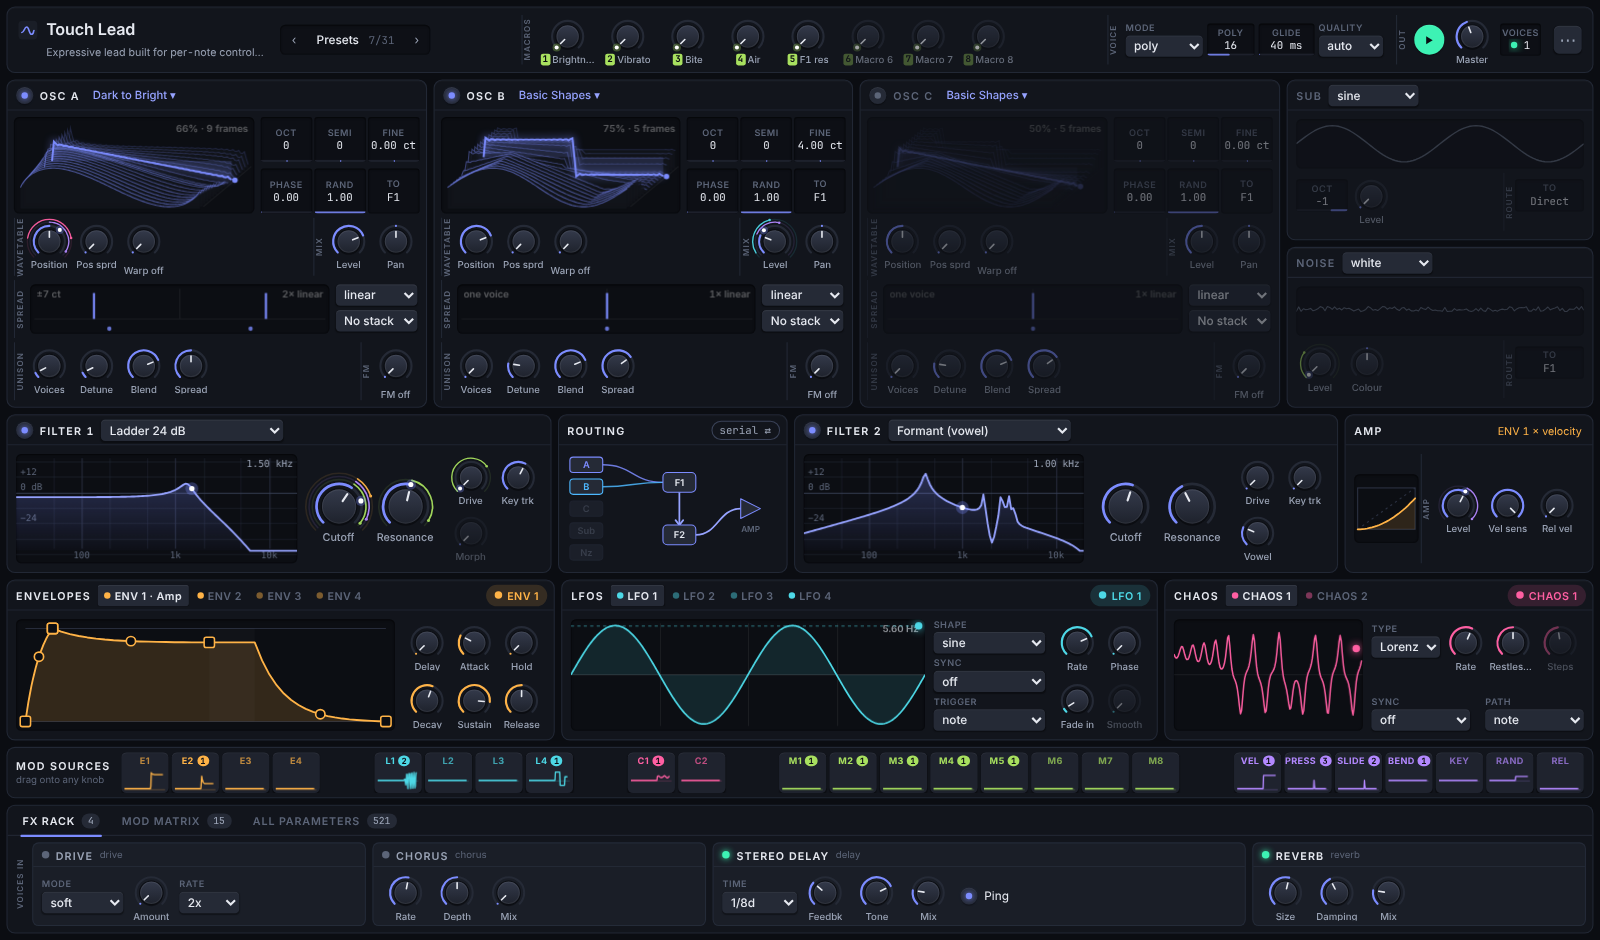 Touch Lead
Expressive lead built for per-note control...
‹ Presets 7/31 ›
MACROS
1 Brightn...
2 Vibrato
3 Bite
4 Air
5 F1 res
6 Macro 6
7 Macro 7
8 Macro 8
VOICE
MODE
poly
POLY
16
GLIDE
40 ms
QUALITY
auto
OUT
Master
VOICES
1
...
OSC A Dark to Bright ▾
66% · 9 frames
OCT
0
SEMI
0
FINE
0.00 ct
PHASE
0.00
RAND
1.00
TO
F1
WAVETABLE
Position
Pos sprd
Warp off
MIX
Level
Pan
SPREAD
±7 ct
2× linear
linear
No stack
UNISON
Voices
Detune
Blend
Spread
FM
FM off
OSC B Basic Shapes ▾
75% · 5 frames
OCT
0
SEMI
0
FINE
4.00 ct
PHASE
0.00
RAND
1.00
TO
F1
WAVETABLE
Position
Pos sprd
Warp off
MIX
Level
Pan
SPREAD
one voice
1× linear
linear
No stack
UNISON
Voices
Detune
Blend
Spread
FM
FM off
OSC C Basic Shapes ▾
50% · 5 frames
OCT
0
SEMI
0
FINE
0.00 ct
PHASE
0.00
RAND
1.00
TO
F1
WAVETABLE
Position
Pos sprd
Warp off
MIX
Level
Pan
SPREAD
one voice
1× linear
linear
No stack
UNISON
Voices
Detune
Blend
Spread
FM
FM off
SUB sine
OCT
-1
Level
ROUTE
TO
Direct
NOISE white
Level
Colour
ROUTE
TO
F1
FILTER 1 Ladder 24 dB
1.50 kHz
+12
0 dB
−24
100 1k 10k
Cutoff
Resonance
Drive
Key trk
Morph
ROUTING serial ⇄
A
B
C
Sub
Nz
F1
F2
AMP
FILTER 2 Formant (vowel)
1.00 kHz
+12
0 dB
−24
100 1k 10k
Cutoff
Resonance
Drive
Key trk
Vowel
AMP ENV 1 × velocity
AMP
Level
Vel sens
Rel vel
ENVELOPES ENV 1 · Amp ENV 2 ENV 3 ENV 4 ENV 1
Delay
Attack
Hold
Decay
Sustain
Release
LFOS LFO 1 LFO 2 LFO 3 LFO 4 LFO 1
5.60 Hz
SHAPE
sine
SYNC
off
TRIGGER
note
Rate
Phase
Fade in
Smooth
CHAOS CHAOS 1 CHAOS 2 CHAOS 1
TYPE
Lorenz
Rate
Restles...
Steps
SYNC
off
PATH
note
MOD SOURCES
drag onto any knob
E1
E2 1
E3
E4
L1 2
L2
L3
L4 1
C1 1
C2
M1 1
M2 1
M3 1
M4 1
M5 1
M6
M7
M8
VEL 1
PRESS 3
SLIDE 2
BEND 1
KEY
RAND
REL
FX RACK 4
MOD MATRIX 15
ALL PARAMETERS 521
VOICES IN
DRIVE drive
MODE
soft
Amount
RATE
2x
CHORUS chorus
Rate
Depth
Mix
STEREO DELAY delay
TIME
1/8d
Feedbk
Tone
Mix
Ping
REVERB reverb
Size
Damping
Mix